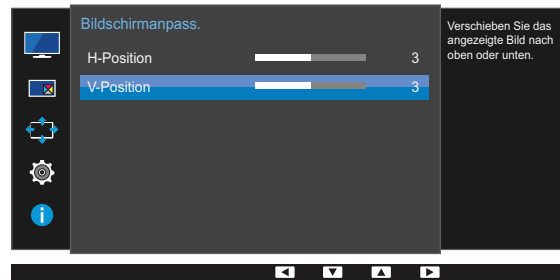 Bildschirmanpass.
H-Position 3
V-Position 3
Verschieben Sie das
angezeigte Bild nach
oben oder unten.